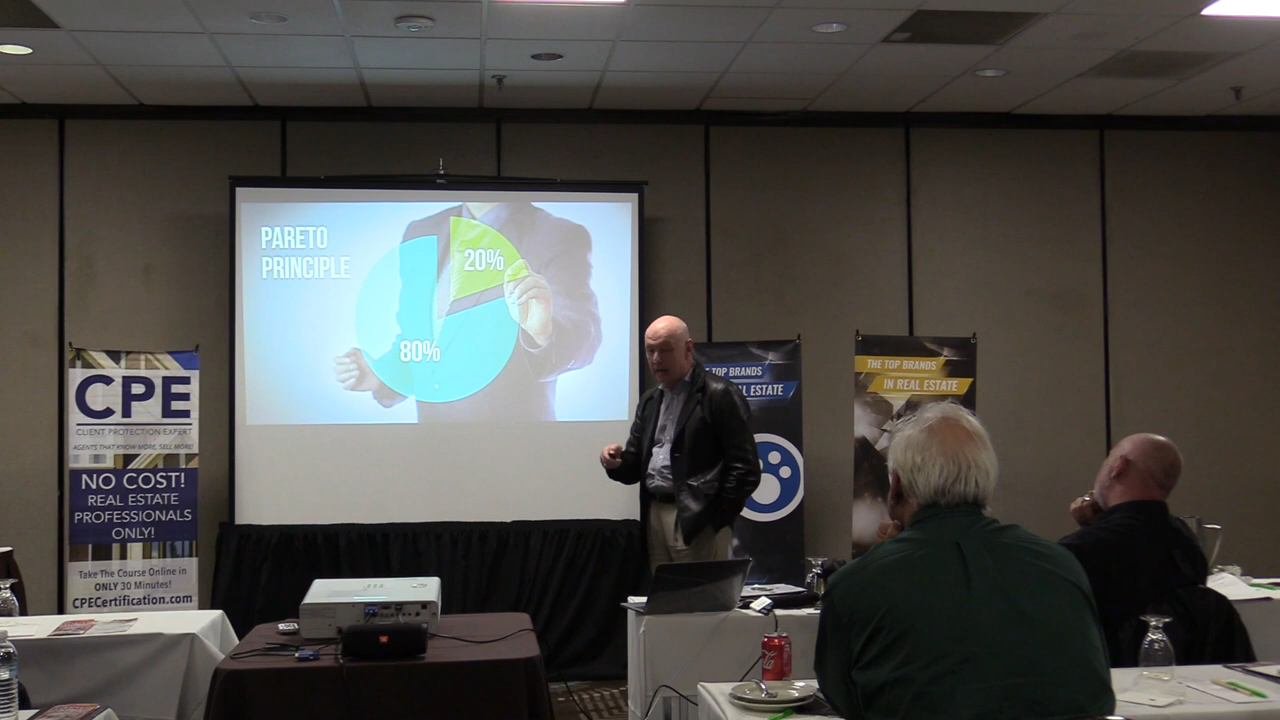 PARETO
PRINCIPLE
20%
80%
CPE
CLIENT PROTECTION EXPERT
AGENTS THAT KNOW MORE, SELL MORE!
NO COST!
REAL ESTATE
PROFESSIONALS
ONLY!
Take The Course Online in
ONLY 30 Minutes!
CPECertification.com
TOP BRANDS
ESTATE
THE TOP BRANDS
IN REAL ESTATE